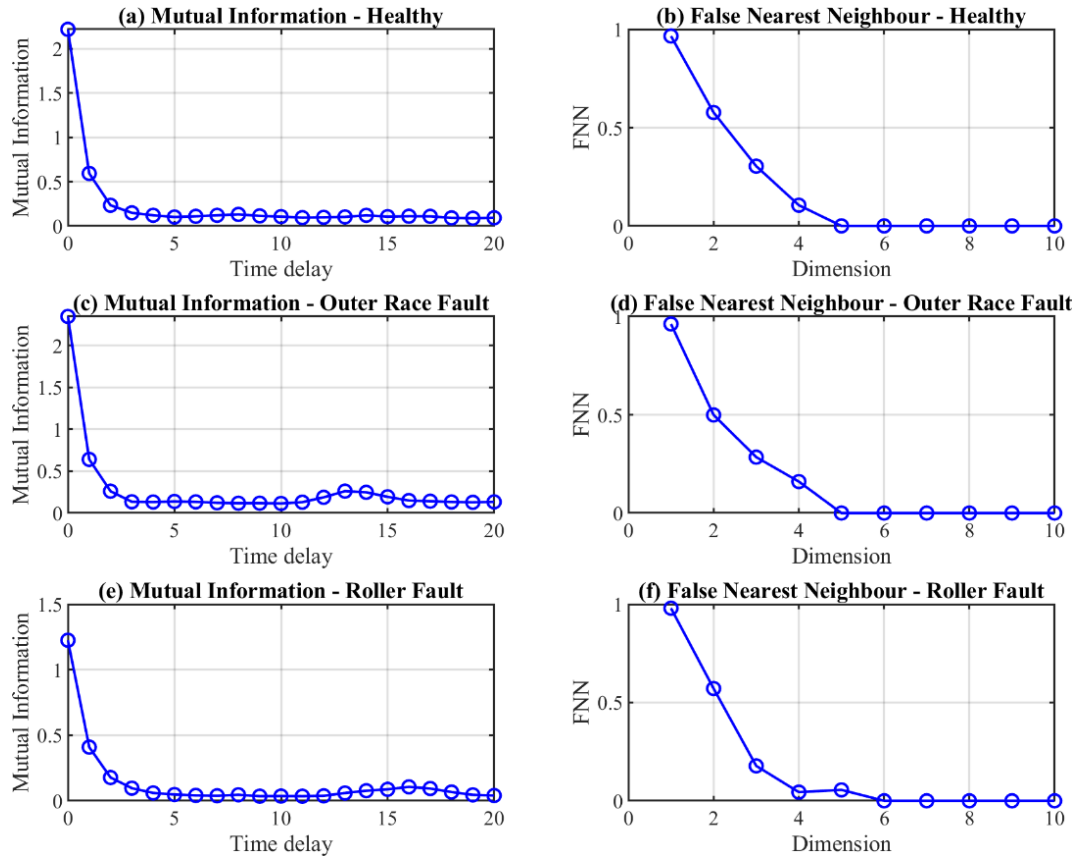 (a) Mutual Information - Healthy
Mutual Information
2
1.5
1
0.5
0
0 5 10 15 20
Time delay
(b) False Nearest Neighbour - Healthy
FNN
1
0.5
0
0 2 4 6 8 10
Dimension
(c) Mutual Information - Outer Race Fault
Mutual Information
2
1.5
1
0.5
0
0 5 10 15 20
Time delay
(d) False Nearest Neighbour - Outer Race Fault
FNN
1
0.5
0
0 2 4 6 8 10
Dimension
(e) Mutual Information - Roller Fault
Mutual Information
1.5
1
0.5
0
0 5 10 15 20
Time delay
(f) False Nearest Neighbour - Roller Fault
FNN
1
0.5
0
0 2 4 6 8 10
Dimension